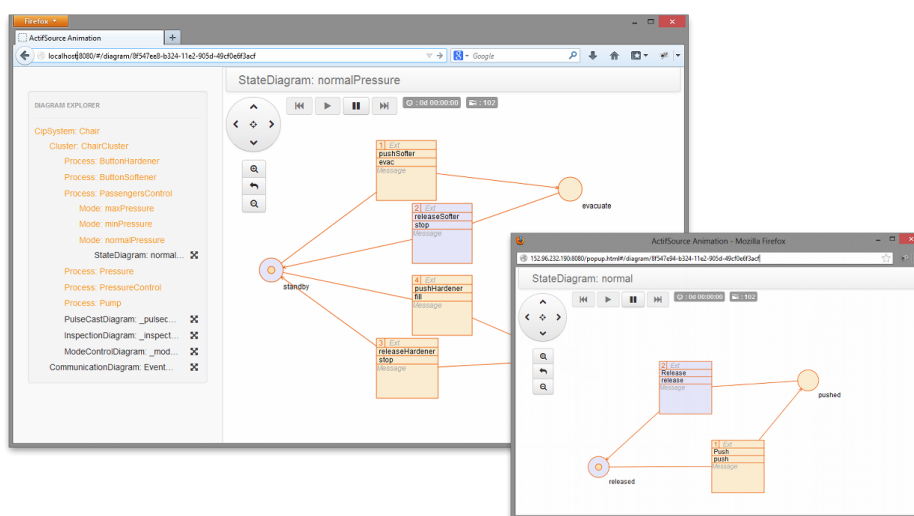 Firefox
ActifSource Animation
localhost:8080/#/diagram/8f547ee8-b324-11e2-905d-49cf0e6f3acf
Google
DIAGRAM EXPLORER
CipSystem: Chair
Cluster: ChairCluster
Process: ButtonHardener
Process: ButtonSoftener
Process: PassengersControl
Mode: maxPressure
Mode: minPressure
Mode: normalPressure
StateDiagram: normal...
Process: Pressure
Process: PressureControl
Process: Pump
PulseCastDiagram: _pulsec...
InspectionDiagram: _inspect...
ModeControlDiagram: _mod...
CommunicationDiagram: Event...
StateDiagram: normalPressure
: 0d 00:00:00
: 102
1 Ext
pushSofter
evac
Message
evacuate
2 Ext
releaseSofter
stop
Message
standby
4 Ext
pushHardener
fill
Message
3 Ext
releaseHardener
stop
Message
ActifSource Animation - Mozilla Firefox
152.96.232.190:8080/popup.html#/diagram/8f547e94-b324-11e2-905d-49cf0e6f3acf
StateDiagram: normal
: 0d 00:00:00
: 102
2 Ext
Release
release
Message
pushed
1 Ext
Push
push
Message
released